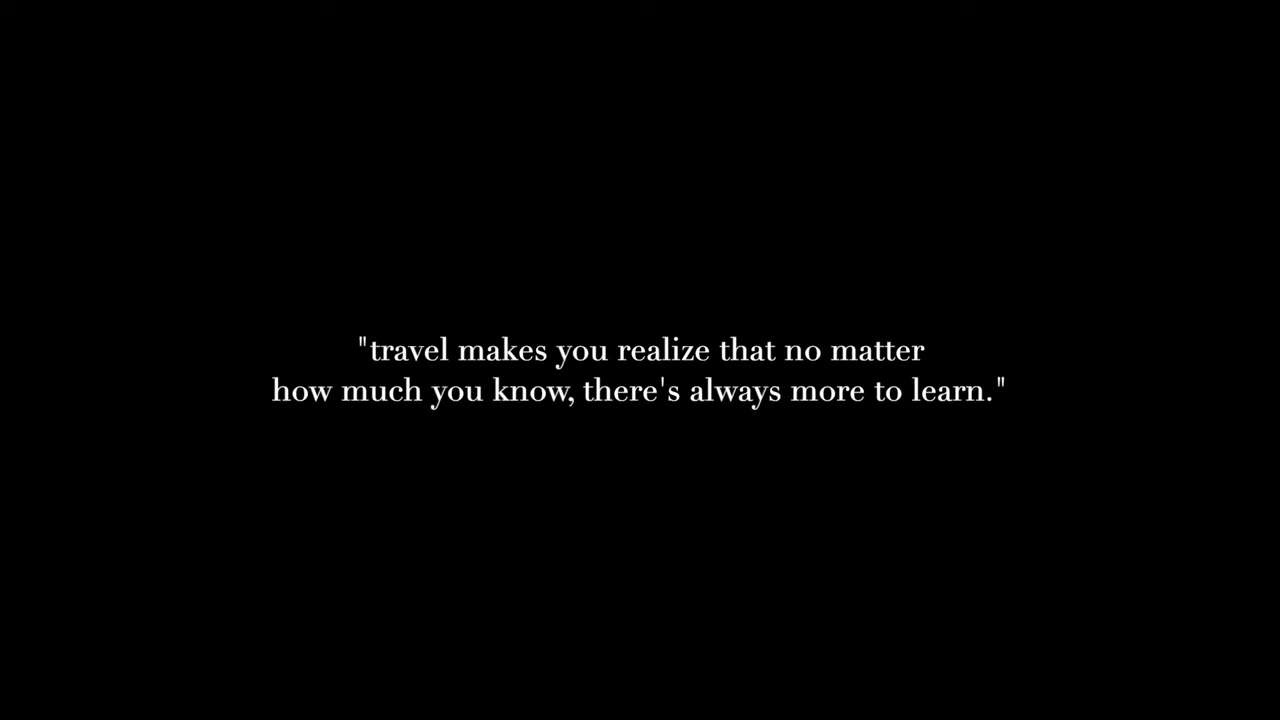 "travel makes you realize that no matter
how much you know, there's always more to learn."